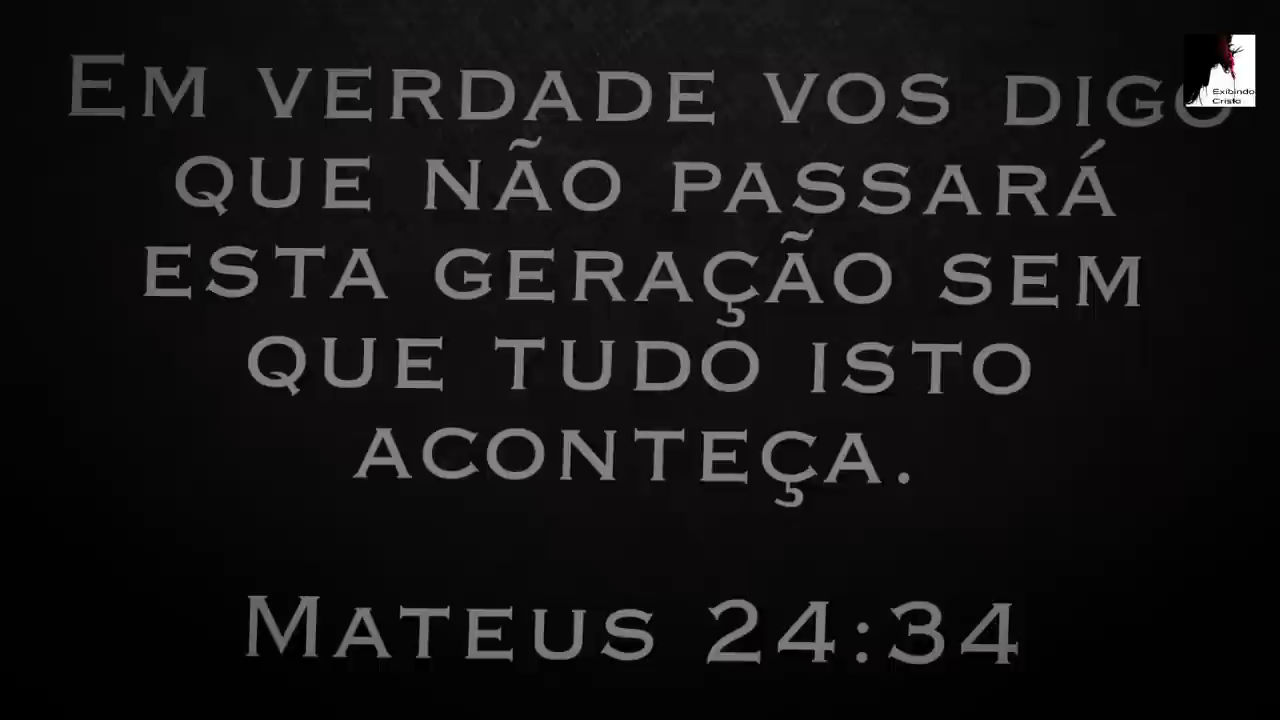 Em verdade vos digo
que não passará
esta geração sem
que tudo isto
aconteça.
Mateus 24:34
Exibindo
Cristo